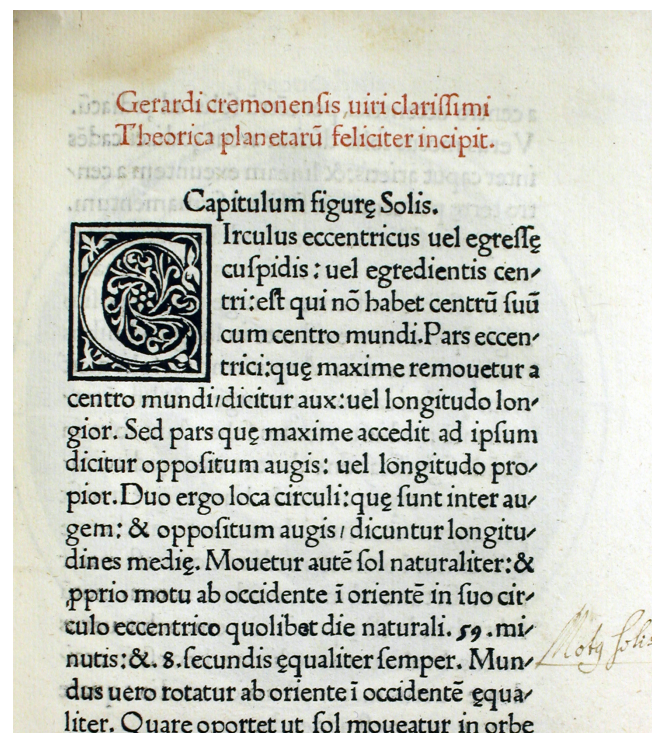 Gerardi cremonensis, uiri clarissimi
Theorica planetarū feliciter incipit.
Capitulum figurę Solis.
CIrculus eccentricus uel egressę
cuspidis: uel egredientis cen-
tri: est qui nō habet centrū suū
cum centro mundi. Pars eccen-
trici: quę maxime remouetur a
centro mundi/dicitur aux: uel longitudo lon-
gior. Sed pars quę maxime accedit ad ipsum
dicitur oppositum augis: uel longitudo pro-
pior. Duo ergo loca circuli: quę sunt inter au-
gem: & oppositum augis/dicuntur longitu-
dines medię. Mouetur autē sol naturaliter: &
ꝓprio motu ab occidente ī orientē in suo cir-
culo eccentrico quolibet die naturali. 59. mi-
nutis: &. 8. secundis ęqualiter semper. Mun-
dus uero rotatur ab oriente ī occidentē ęqua-
liter. Quare oportet ut sol moueatur in orbe
Motꝰ solis